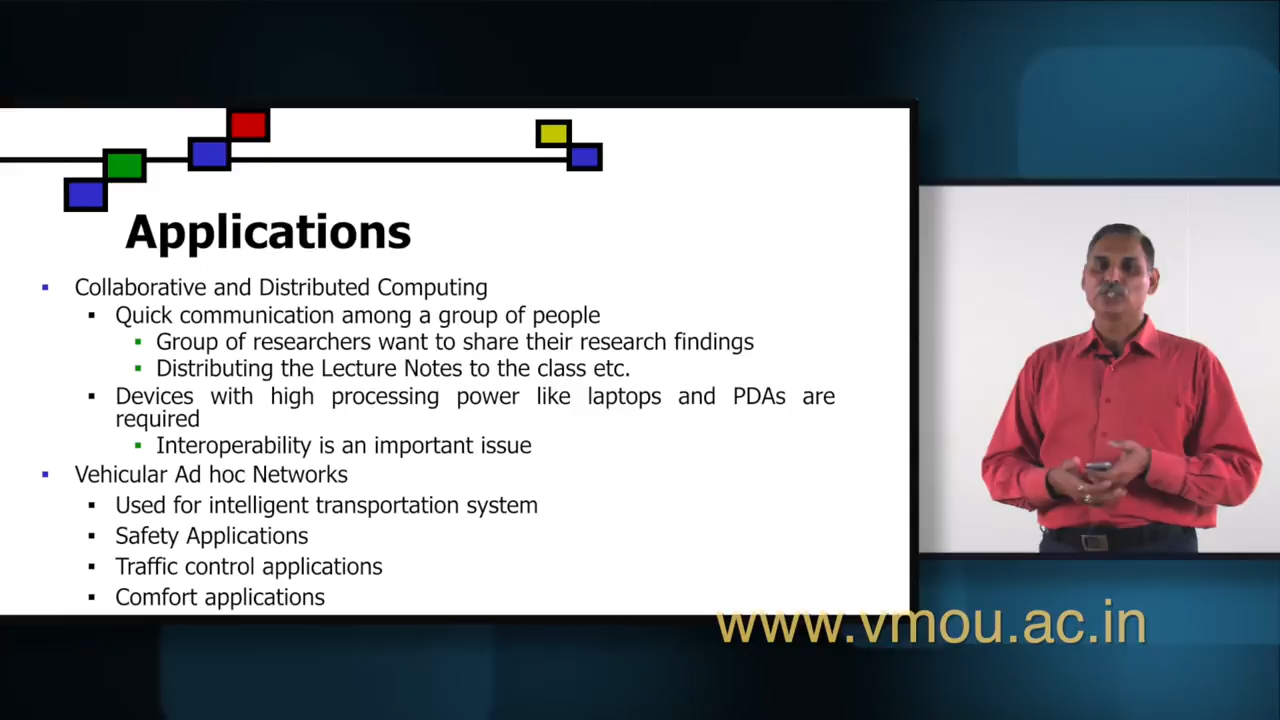 Applications
Collaborative and Distributed Computing
Quick communication among a group of people
Group of researchers want to share their research findings
Distributing the Lecture Notes to the class etc.
Devices with high processing power like laptops and PDAs are
required
Interoperability is an important issue
Vehicular Ad hoc Networks
Used for intelligent transportation system
Safety Applications
Traffic control applications
Comfort applications
www.vmou.ac.in